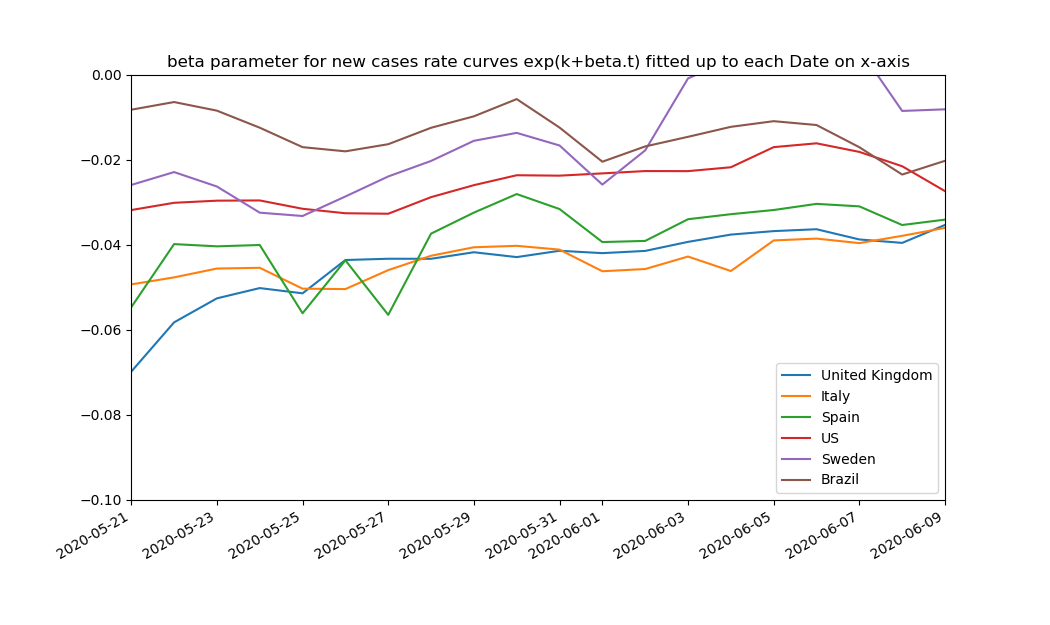 beta parameter for new cases rate curves exp(k+beta.t) fitted up to each Date on x-axis
0.00
−0.02
−0.04
−0.06
−0.08
−0.10
United Kingdom
Italy
Spain
US
Sweden
Brazil
2020-05-21
2020-05-23
2020-05-25
2020-05-27
2020-05-29
2020-05-31
2020-06-01
2020-06-03
2020-06-05
2020-06-07
2020-06-09